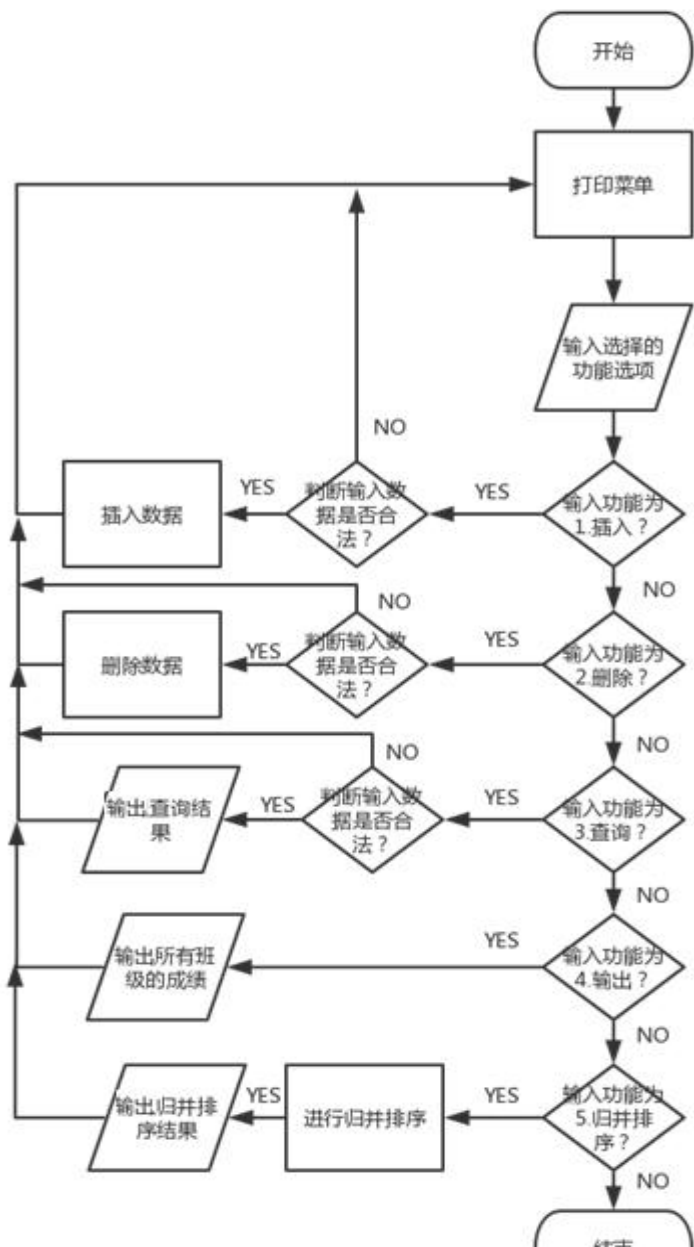 开始
打印菜单
输入选择的
功能选项
NO
插入数据
YES
判断输入数
据是否合
法？
YES
输入功能为
1.插入？
NO
NO
删除数据
YES
判断输入数
据是否合
法？
YES
输入功能为
2.删除？
NO
NO
输出查询结
果
YES
判断输入数
据是否合
法？
YES
输入功能为
3.查询？
NO
输出所有班
级的成绩
YES
输入功能为
4.输出？
NO
输出归并排
序结果
YES
进行归并排序
YES
输入功能为
5.归并排
序？
NO
结束